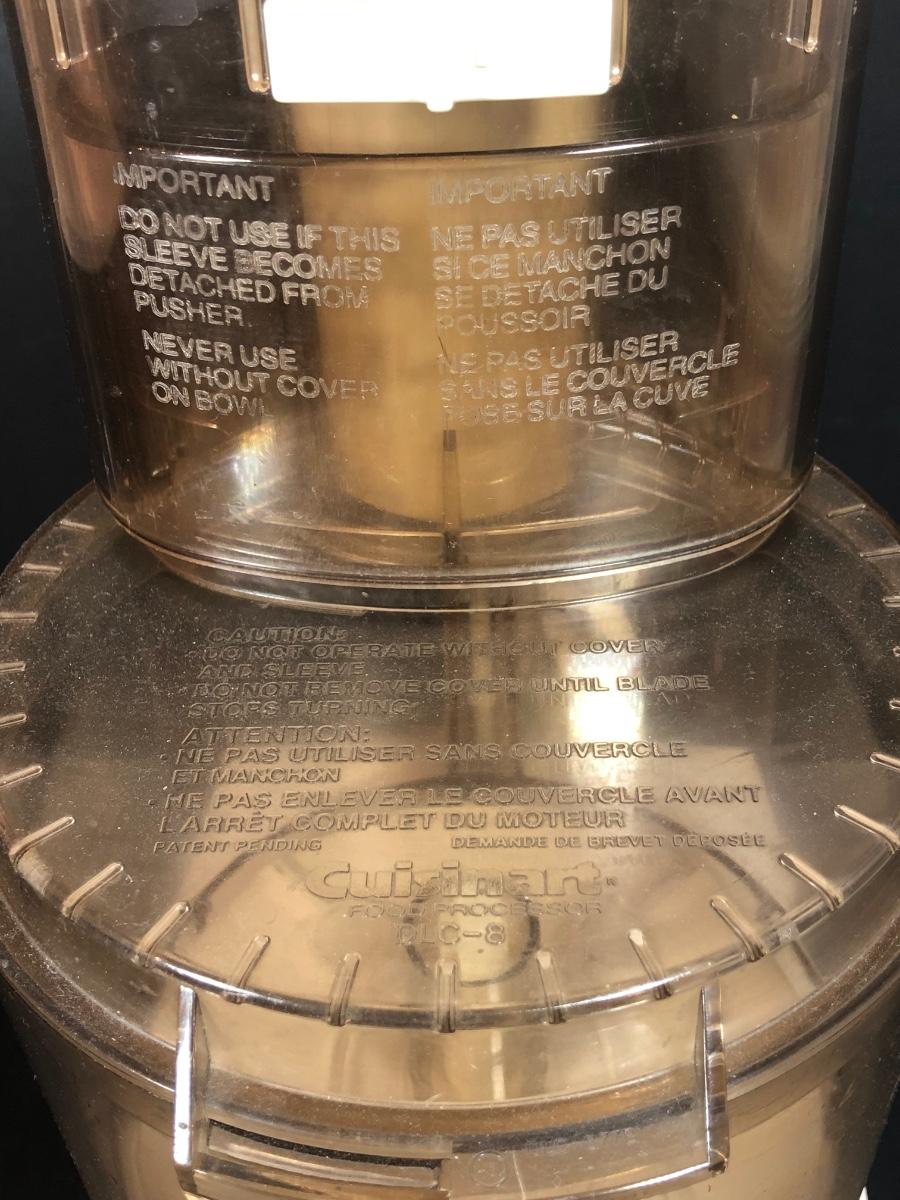 IMPORTANT
DO NOT USE IF THIS
SLEEVE BECOMES
DETACHED FROM
PUSHER.
NEVER USE
WITHOUT COVER
ON BOWL
IMPORTANT
NE PAS UTILISER
SI CE MANCHON
SE DETACHE DU
POUSSOIR
NE PAS UTILISER
SANS LE COUVERCLE
POSE SUR LA CUVE
CAUTION:
DO NOT OPERATE WITHOUT COVER
AND SLEEVE
DO NOT REMOVE COVER UNTIL BLADE
STOPS TURNING
ATTENTION:
NE PAS UTILISER SANS COUVERCLE
ET MANCHON
NE PAS ENLEVER LE COUVERCLE AVANT
L'ARRÊT COMPLET DU MOTEUR
PATENT PENDING
DEMANDE DE BREVET DÉPOSÉE
Cuisinart®
FOOD PROCESSOR
DLC-8